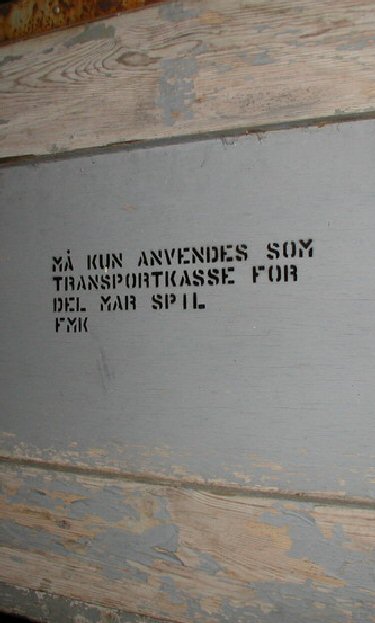 MÅ KUN ANVENDES SOM
TRANSPORTKASSE FOR
DEL MAR SPIL
FMK